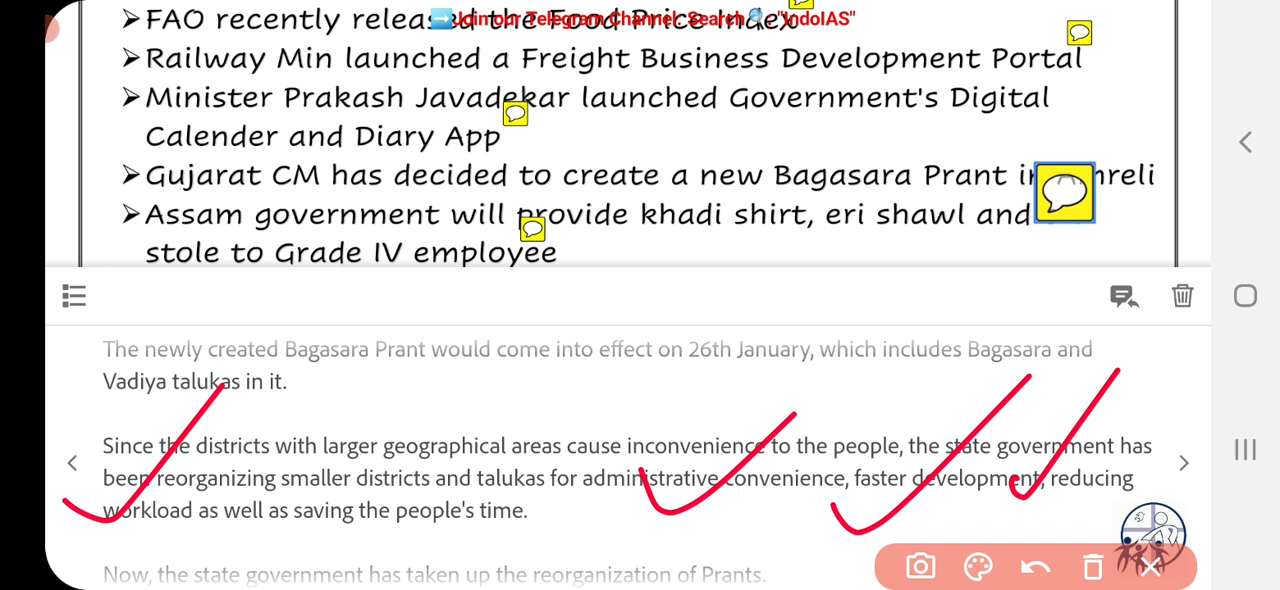 ➢FAO recently released the Food Price Index
➡Join our Telegram Channel: Search🔍 "IndoIAS"
➢Railway Min launched a Freight Business Development Portal
➢Minister Prakash Javadekar launched Government's Digital
Calender and Diary App
➢Gujarat CM has decided to create a new Bagasara Prant in Amreli
➢Assam government will provide khadi shirt, eri shawl and
stole to Grade IV employee
The newly created Bagasara Prant would come into effect on 26th January, which includes Bagasara and
Vadiya talukas in it.
Since the districts with larger geographical areas cause inconvenience to the people, the state government has
been reorganizing smaller districts and talukas for administrative convenience, faster development, reducing
workload as well as saving the people's time.
Now, the state government has taken up the reorganization of Prants.